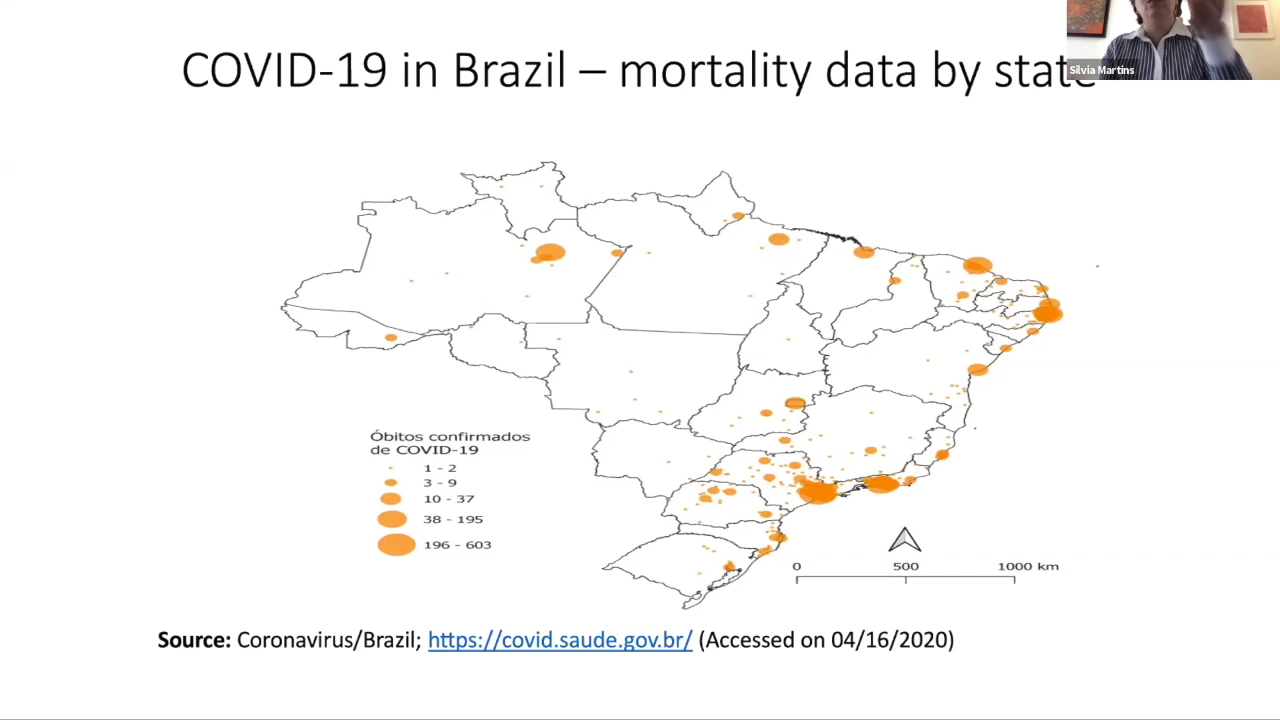 COVID-19 in Brazil – mortality data by state
Silvia Martins
Óbitos confirmados
de COVID-19
1 - 2
3 - 9
10 - 37
38 - 195
196 - 603
0 500 1000 km
Source: Coronavirus/Brazil; https://covid.saude.gov.br/ (Accessed on 04/16/2020)